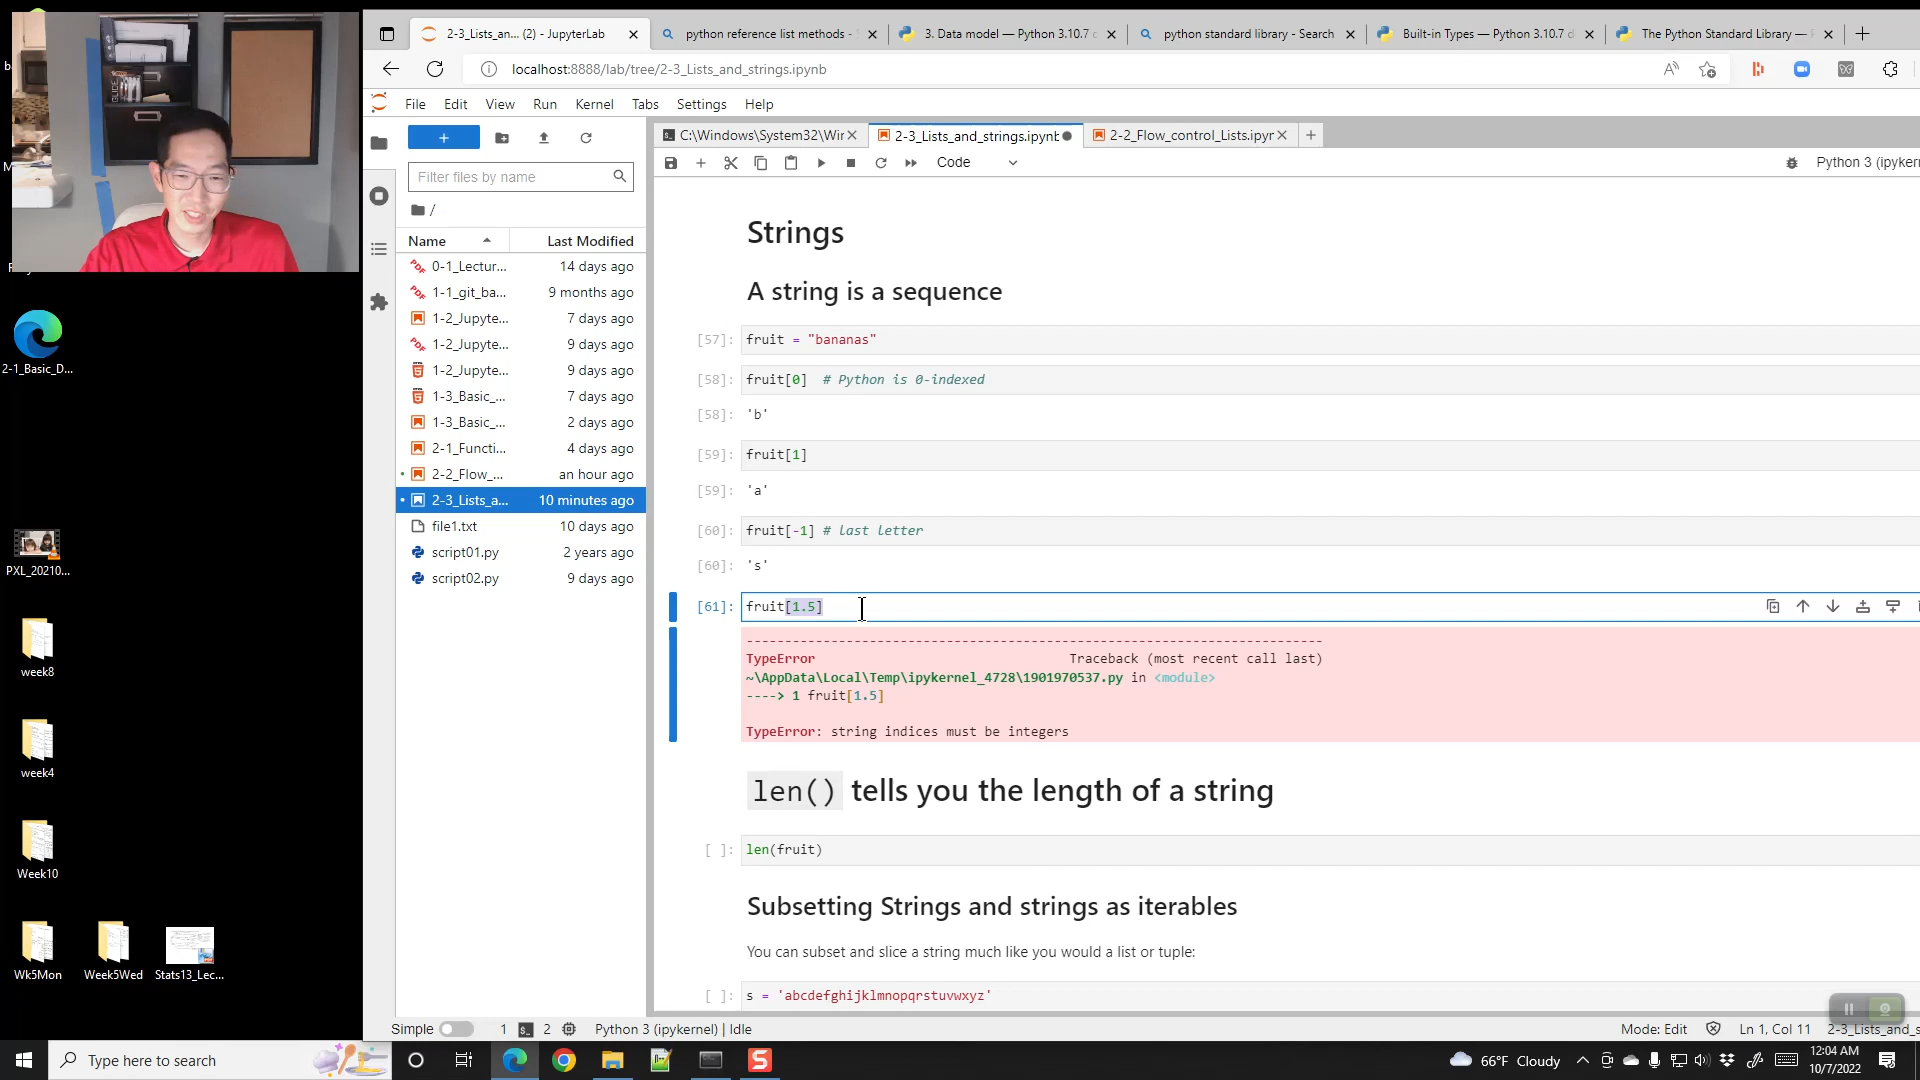 2-3_Lists_an... (2) - JupyterLab
python reference list methods -
3. Data model — Python 3.10.7
python standard library - Search
Built-in Types — Python 3.10.7 d
The Python Standard Library —
localhost:8888/lab/tree/2-3_Lists_and_strings.ipynb
File Edit View Run Kernel Tabs Settings Help
C:\Windows\System32\Wir
2-3_Lists_and_strings.ipynb
2-2_Flow_control_Lists.ipyr
Code
Python 3 (ipykern
Filter files by name
/
Name Last Modified
0-1_Lectur... 14 days ago
1-1_git_ba... 9 months ago
1-2_Jupyte... 7 days ago
1-2_Jupyte... 9 days ago
1-2_Jupyte... 9 days ago
1-3_Basic_... 7 days ago
1-3_Basic_... 2 days ago
2-1_Functi... 4 days ago
2-2_Flow_... an hour ago
2-3_Lists_a... 10 minutes ago
file1.txt 10 days ago
script01.py 2 years ago
script02.py 9 days ago
Strings
A string is a sequence
[57]: fruit = "bananas"
[58]: fruit[0] # Python is 0-indexed
[58]: 'b'
[59]: fruit[1]
[59]: 'a'
[60]: fruit[-1] # last letter
[60]: 's'
[61]: fruit[1.5]
---------------------------------------------------------------------------
TypeError Traceback (most recent call last)
~\AppData\Local\Temp\ipykernel_4728\1901970537.py in <module>
----> 1 fruit[1.5]
TypeError: string indices must be integers
len() tells you the length of a string
[ ]: len(fruit)
Subsetting Strings and strings as iterables
You can subset and slice a string much like you would a list or tuple:
[ ]: s = 'abcdefghijklmnopqrstuvwxyz'
Simple 1 2 Python 3 (ipykernel) | Idle
Mode: Edit Ln 1, Col 11 2-3_Lists_and_s
2-1_Basic_D...
PXL_20210...
week8
week4
Week10
Wk5Mon
Week5Wed
Stats13_Lec...
Type here to search
66°F Cloudy
12:04 AM
10/7/2022